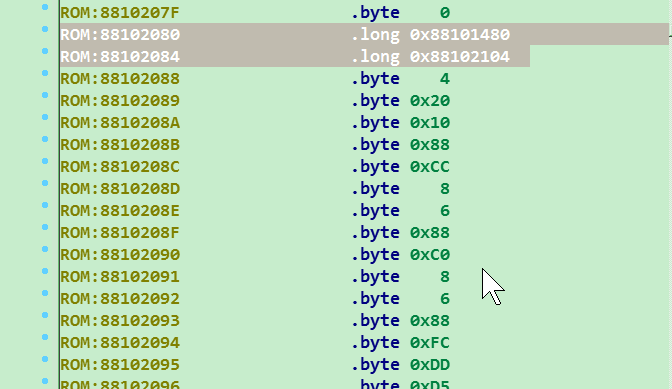 ROM:8810207F .byte 0
ROM:88102080 .long 0x88101480
ROM:88102084 .long 0x88102104
ROM:88102088 .byte 4
ROM:88102089 .byte 0x20
ROM:8810208A .byte 0x10
ROM:8810208B .byte 0x88
ROM:8810208C .byte 0xCC
ROM:8810208D .byte 8
ROM:8810208E .byte 6
ROM:8810208F .byte 0x88
ROM:88102090 .byte 0xC0
ROM:88102091 .byte 8
ROM:88102092 .byte 6
ROM:88102093 .byte 0x88
ROM:88102094 .byte 0xFC
ROM:88102095 .byte 0xDD
ROM:88102096 .byte 0xD5